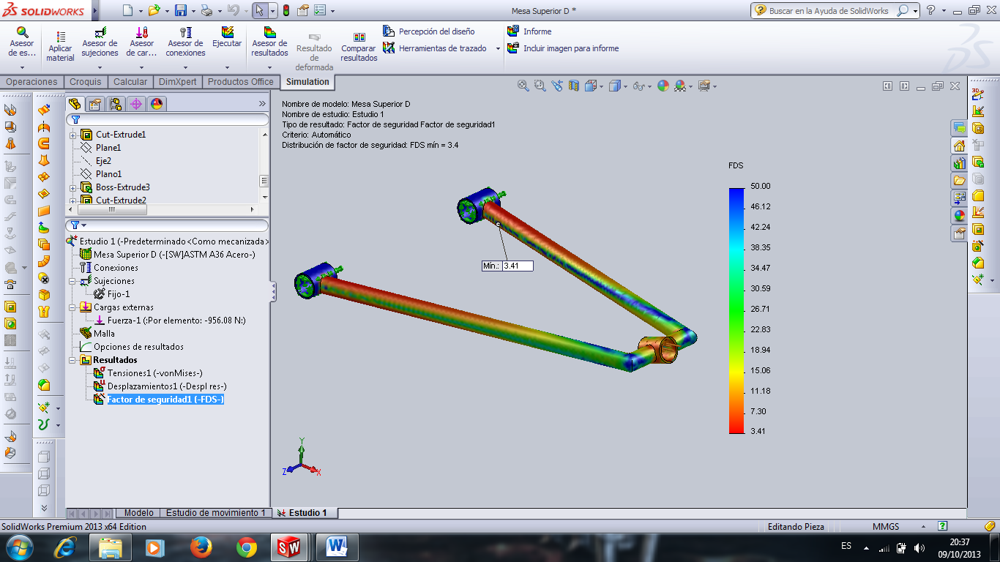 SOLIDWORKS
Mesa Superior D *
Buscar en la Ayuda de SolidWorks
Asesor de es...
Aplicar material
Asesor de sujeciones
Asesor de car...
Asesor de conexiones
Ejecutar
Asesor de resultados
Resultado de deformada
Comparar resultados
Percepción del diseño
Herramientas de trazado
Informe
Incluir imagen para informe
Operaciones
Croquis
Calcular
DimXpert
Productos Office
Simulation
Cut-Extrude1
Plane1
Eje2
Plano1
Boss-Extrude3
Cut-Extrude2
Estudio 1 (-Predeterminado<Como mecanizada>
Mesa Superior D (-[SW]ASTM A36 Acero-)
Conexiones
Sujeciones
Fijo-1
Cargas externas
Fuerza-1 (:Por elemento: -956.08 N:)
Malla
Opciones de resultados
Resultados
Tensiones1 (-vonMises-)
Desplazamientos1 (-Despl res-)
Factor de seguridad1 (-FDS-)
Nombre de modelo: Mesa Superior D
Nombre de estudio: Estudio 1
Tipo de resultado: Factor de seguridad Factor de seguridad1
Criterio: Automático
Distribución de factor de seguridad: FDS mín = 3.4
Mín.: 3.41
FDS
50.00
46.12
42.24
38.35
34.47
30.59
26.71
22.83
18.94
15.06
11.18
7.30
3.41
Y
Z
X
Modelo
Estudio de movimiento 1
Estudio 1
SolidWorks Premium 2013 x64 Edition
Editando Pieza
MMGS
ES
20:37
09/10/2013